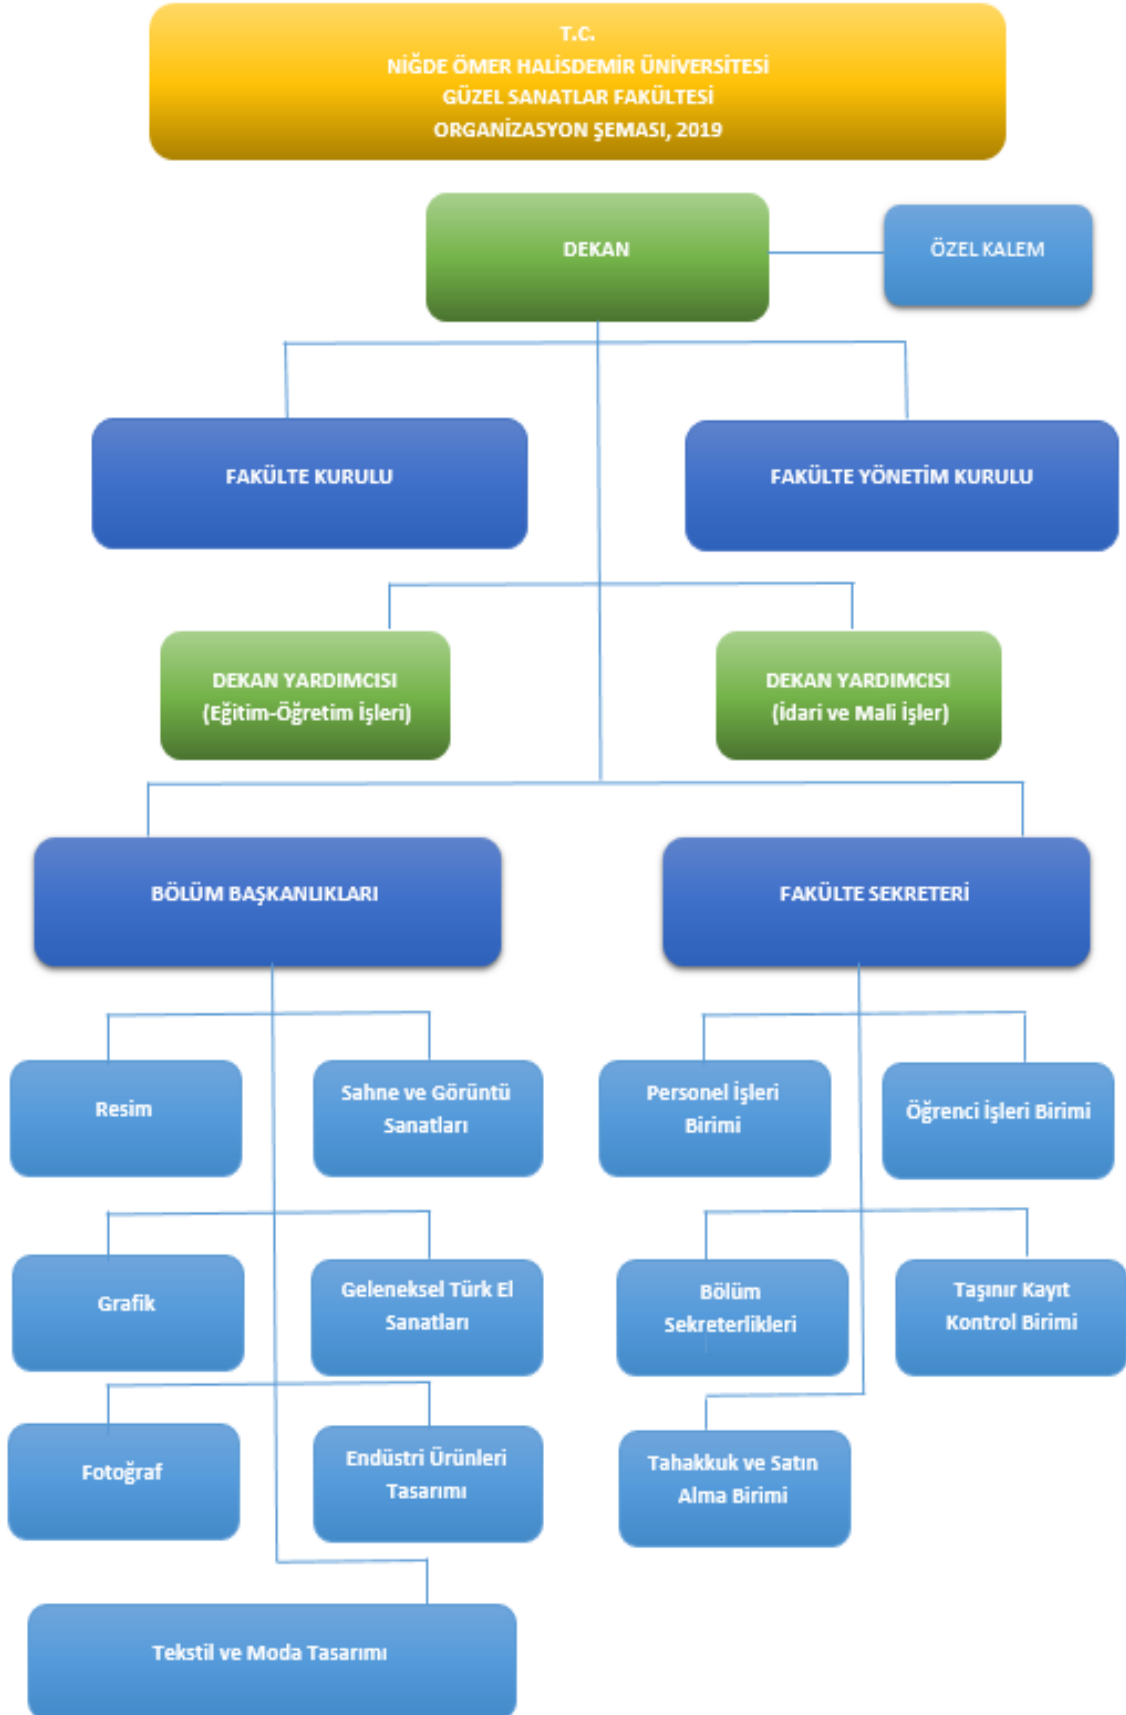 T.C.
NİĞDE ÖMER HALİSDEMİR ÜNİVERSİTESİ
GÜZEL SANATLAR FAKÜLTESİ
ORGANİZASYON ŞEMASI, 2019
DEKAN
ÖZEL KALEM
FAKÜLTE KURULU
FAKÜLTE YÖNETİM KURULU
DEKAN YARDIMCISI
(Eğitim-Öğretim İşleri)
DEKAN YARDIMCISI
(İdari ve Mali İşler)
BÖLÜM BAŞKANLIKLARI
FAKÜLTE SEKRETERİ
Resim
Sahne ve Görüntü
Sanatları
Personel İşleri
Birimi
Öğrenci İşleri Birimi
Grafik
Geleneksel Türk El
Sanatları
Bölüm
Sekreterlikleri
Taşınır Kayıt
Kontrol Birimi
Fotoğraf
Endüstri Ürünleri
Tasarımı
Tahakkuk ve Satın
Alma Birimi
Tekstil ve Moda Tasarımı